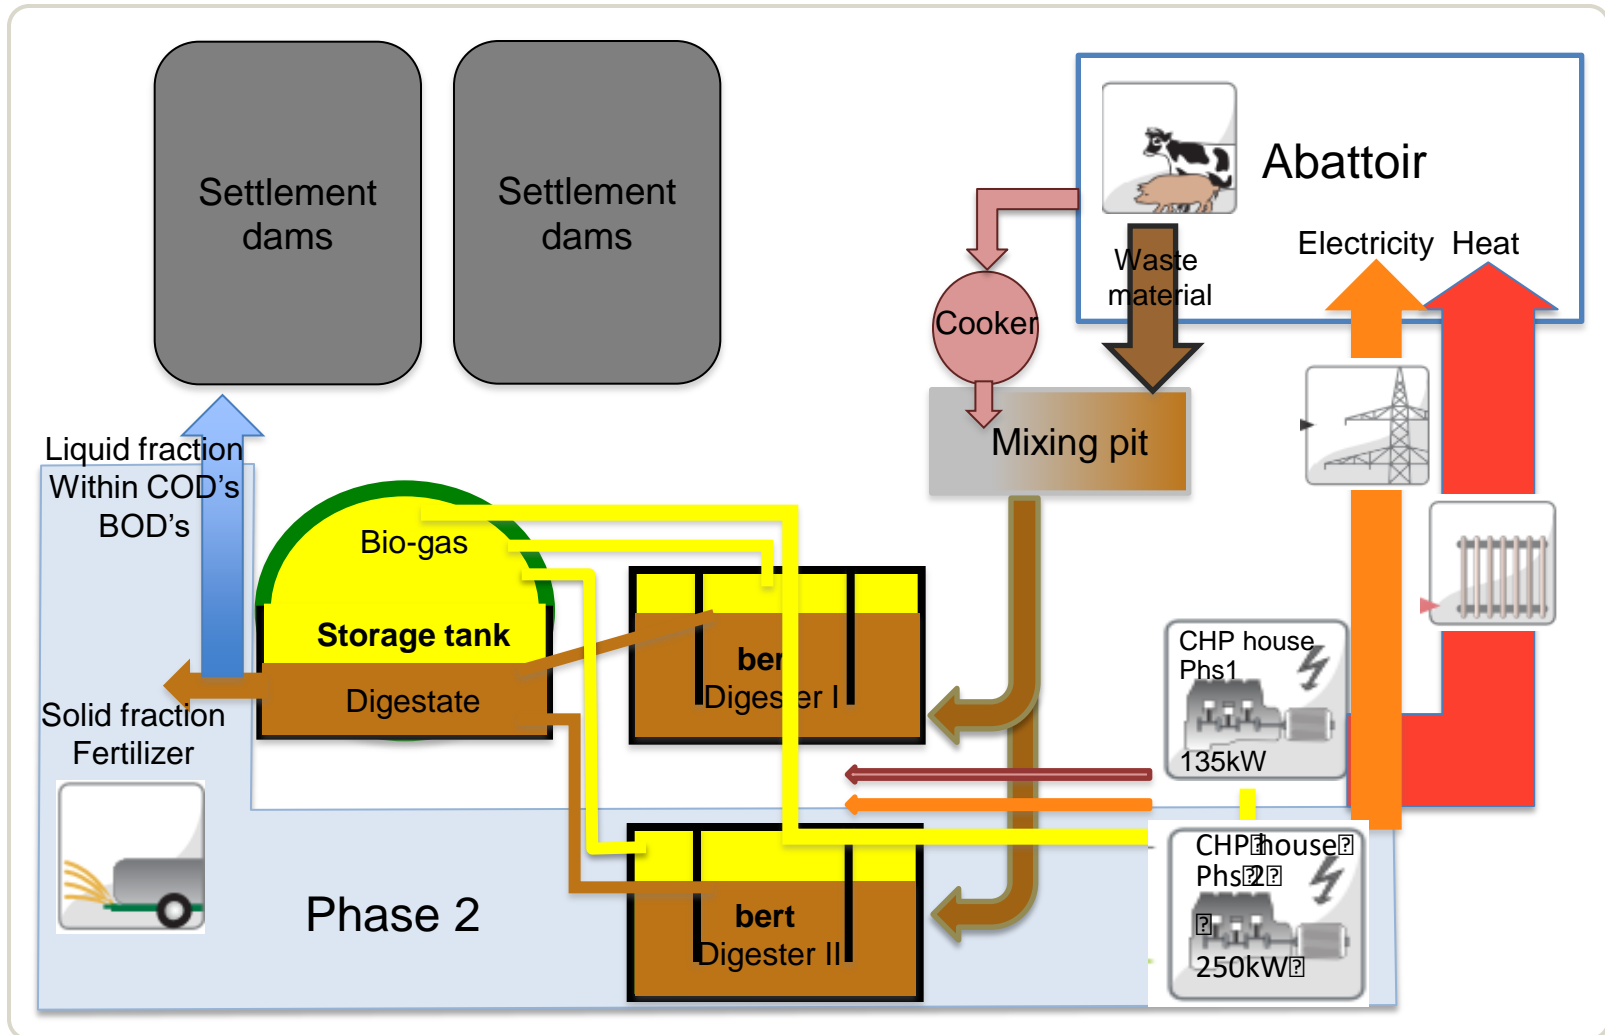 Settlement
dams
Settlement
dams
Abattoir
Electricity Heat
Waste
material
Cooker
Mixing pit
Liquid fraction
Within COD's
BOD's
Bio-gas
Storage tank
Digestate
bert
Digester I
Solid fraction
Fertilizer
CHP house
Phs1
135kW
Phase 2
bert
Digester II
CHP house
Phs 2
250kW